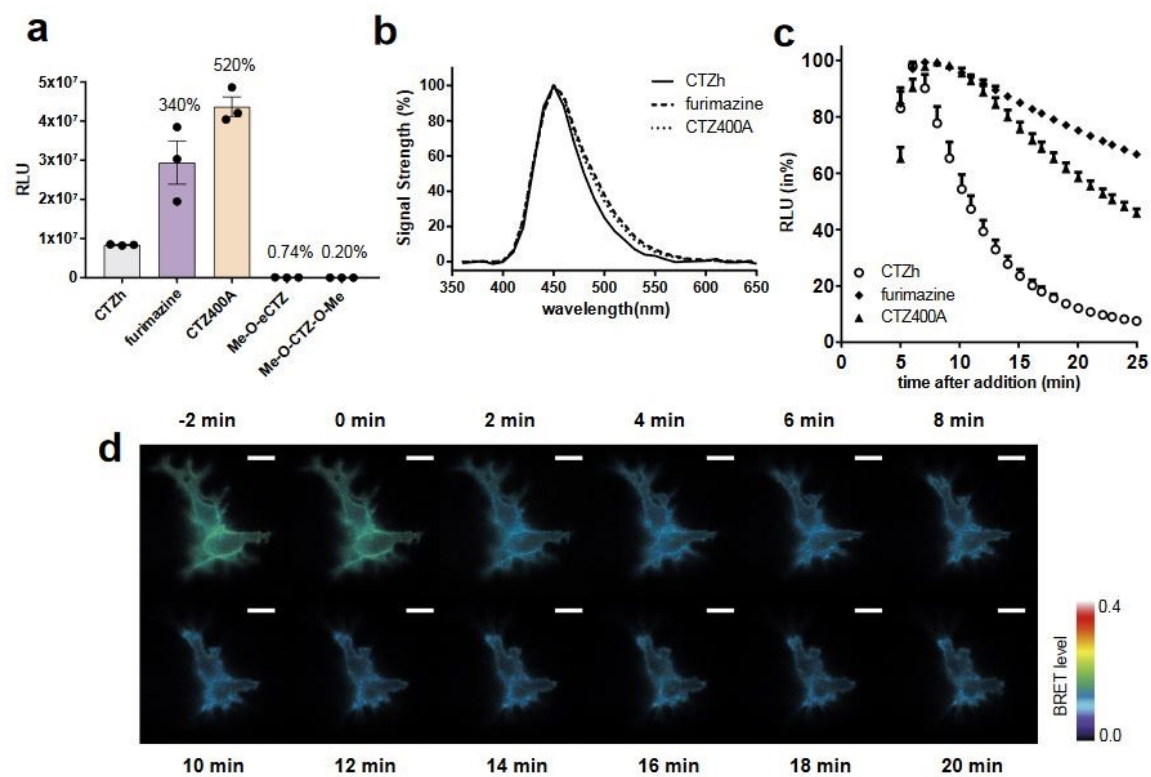 a
520%
340%
0.74%
0.20%
5x10⁷
4x10⁷
3x10⁷
2x10⁷
1x10⁷
0
RLU
CTZh
furimazine
CTZ400A
Me-O-eCTZ
Me-O-CTZ-O-Me
b
CTZh
furimazine
CTZ400A
100
80
60
40
20
0
Signal Strength (%)
350 400 450 500 550 600 650
wavelength(nm)
c
100
80
60
40
20
0
RLU (in%)
CTZh
furimazine
CTZ400A
0 5 10 15 20 25
time after addition (min)
d
-2 min 0 min 2 min 4 min 6 min 8 min
10 min 12 min 14 min 16 min 18 min 20 min
BRET level
0.4
0.0